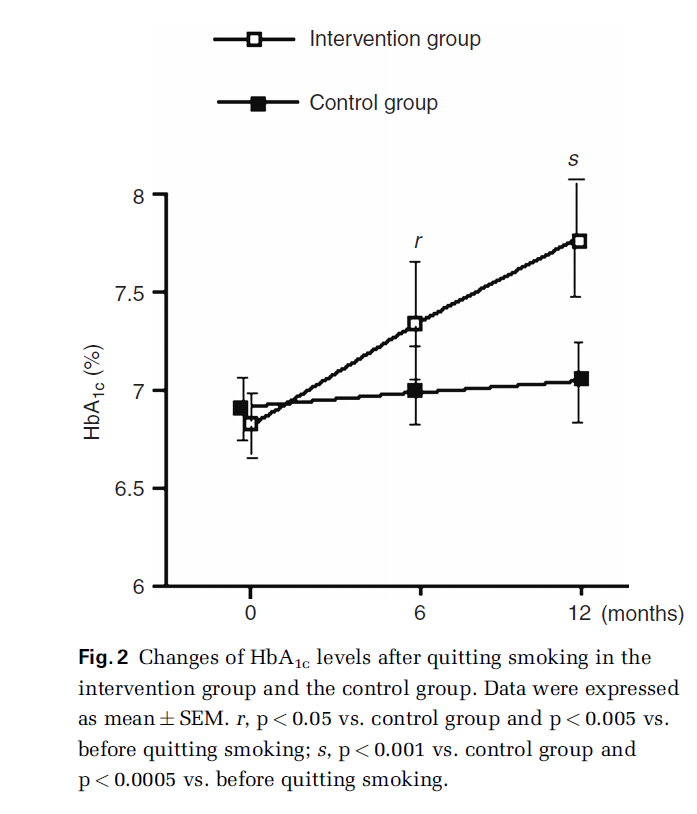 Intervention group
Control group
s
r
8
7.5
7
6.5
6
HbA1c (%)
0 6 12 (months)
Fig. 2 Changes of HbA1c levels after quitting smoking in the
intervention group and the control group. Data were expressed
as mean ± SEM. r, p < 0.05 vs. control group and p < 0.005 vs.
before quitting smoking; s, p < 0.001 vs. control group and
p < 0.0005 vs. before quitting smoking.